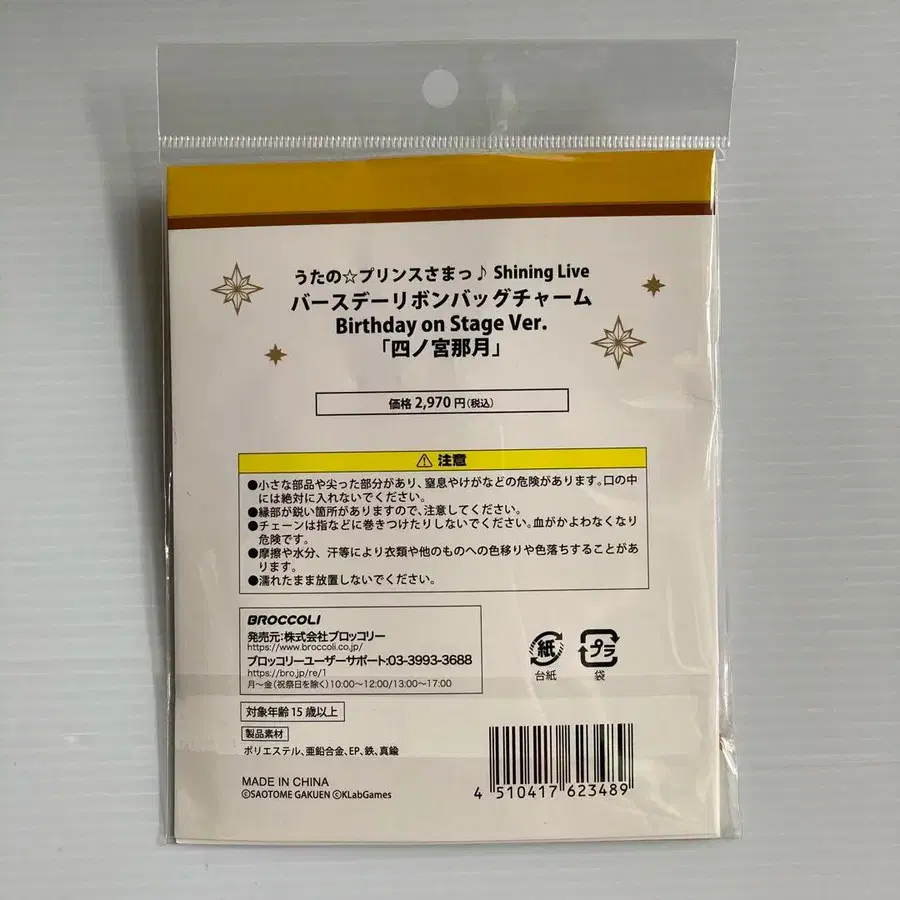 うたの☆プリンスさまっ♪ Shining Live
バースデーリボンバッグチャーム
Birthday on Stage Ver.
「四ノ宮那月」
価格 2,970 円(税込)
⚠ 注意
●小さな部品や尖った部分があり、窒息やけがなどの危険があります。口の中
には絶対に入れないでください。
●縁部が鋭い箇所がありますので、注意してください。
●チェーンは指などに巻きつけたりしないでください。血がかよわなくなり
危険です。
●摩擦や水分、汗等により衣類や他のものへの色移りや色落ちすることがあ
ります。
●濡れたまま放置しないでください。
BROCCOLI
発売元:株式会社ブロッコリー
https://www.broccoli.co.jp/
ブロッコリーユーザーサポート:03-3993-3688
https://bro.jp/re/1
月〜金(祝祭日を除く)10:00〜12:00/13:00〜17:00
紙
台紙
プラ
袋
対象年齢 15 歳以上
製品素材
ポリエステル、亜鉛合金、EP、鉄、真鍮
MADE IN CHINA
©SAOTOME GAKUEN ©KLabGames
4 510417 623489